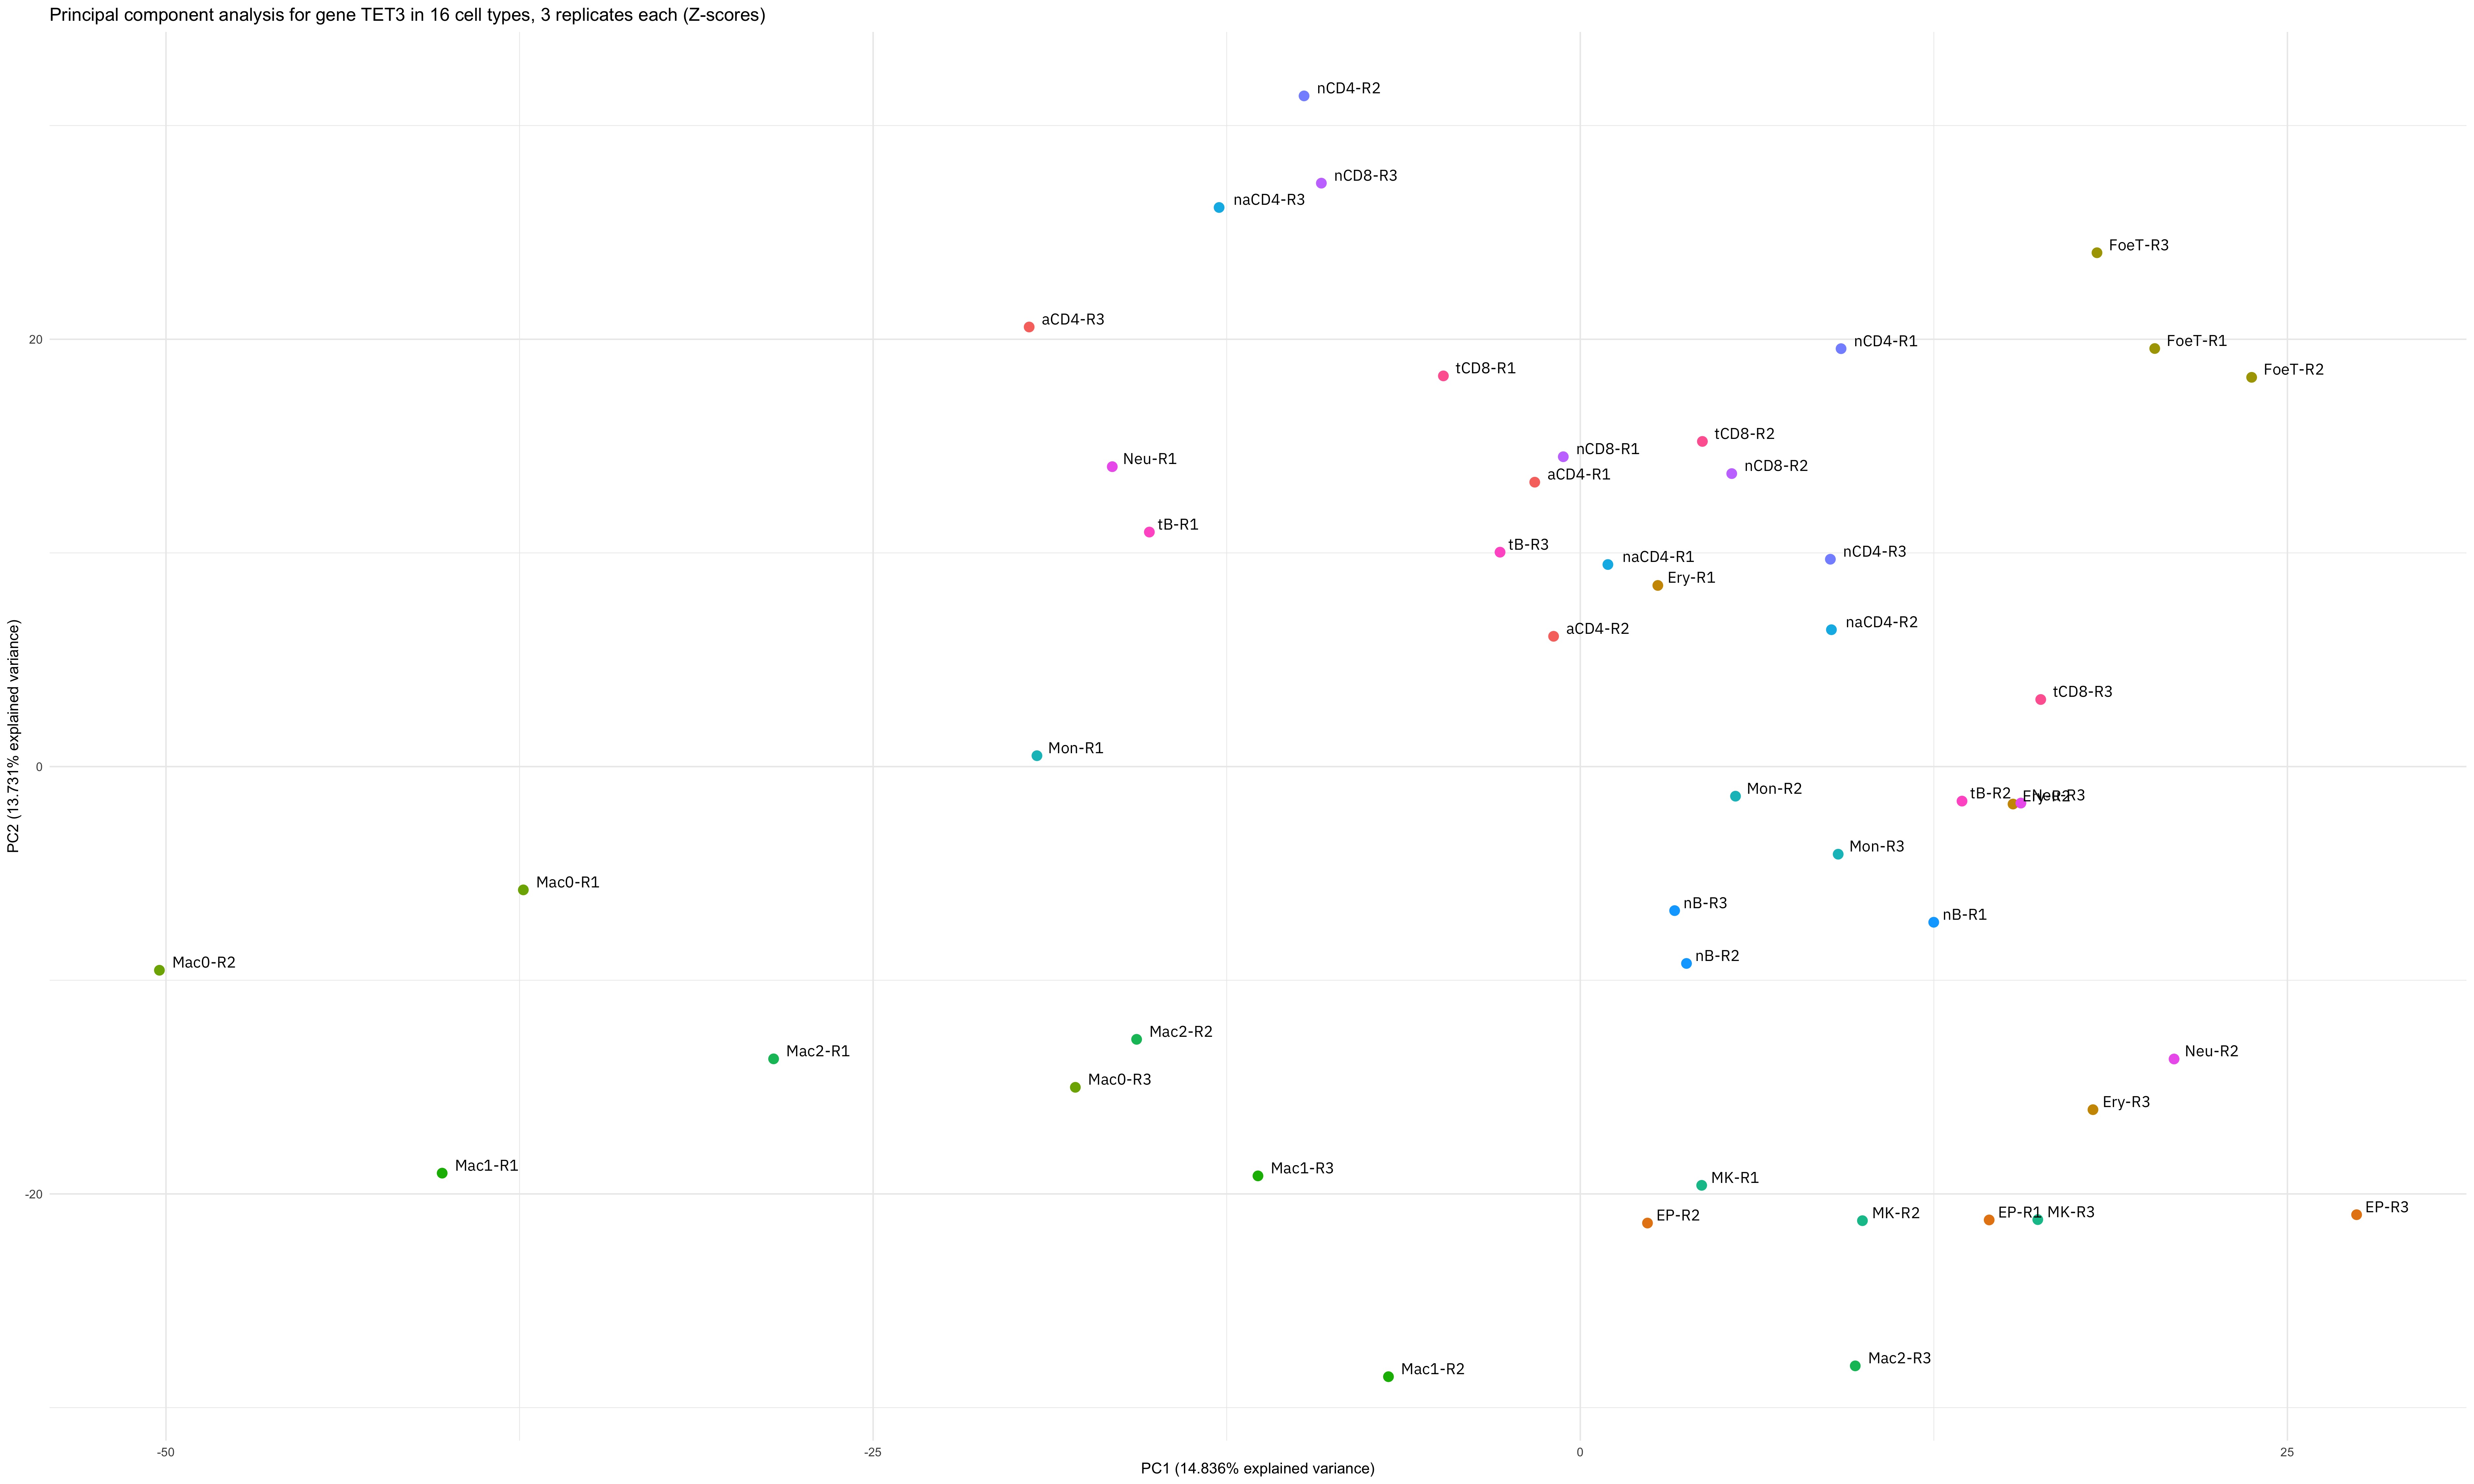 Principal component analysis for gene TET3 in 16 cell types, 3 replicates each (Z-scores)
nCD4-R2
nCD8-R3
naCD4-R3
FoeT-R3
aCD4-R3
20
nCD4-R1
FoeT-R1
tCD8-R1
FoeT-R2
tCD8-R2
nCD8-R1
Neu-R1
nCD8-R2
aCD4-R1
tB-R1
tB-R3
nCD4-R3
naCD4-R1
Ery-R1
aCD4-R2
naCD4-R2
tCD8-R3
PC2 (13.731% explained variance)
Mon-R1
0
Mon-R2
tB-R2
Ery-R2
Neu-R3
Mon-R3
Mac0-R1
nB-R3
nB-R1
nB-R2
Mac0-R2
Mac2-R2
Mac2-R1
Neu-R2
Mac0-R3
Ery-R3
Mac1-R1
Mac1-R3
MK-R1
-20
EP-R2
MK-R2
EP-R1
MK-R3
EP-R3
Mac2-R3
Mac1-R2
-50
-25
0
25
PC1 (14.836% explained variance)